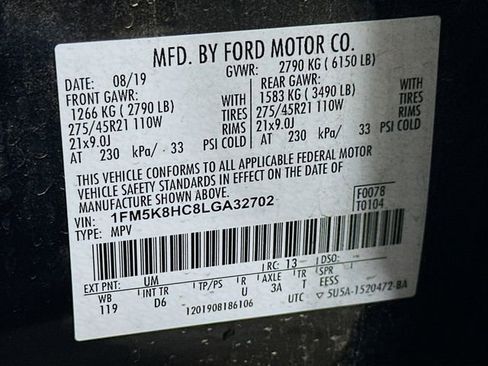 MFD. BY FORD MOTOR CO.
DATE: 08/19 GVWR: 2790 KG ( 6150 LB)
FRONT GAWR: REAR GAWR:
1266 KG ( 2790 LB) WITH 1583 KG ( 3490 LB) WITH
275/45R21 110W TIRES 275/45R21 110W TIRES
21x9.0J RIMS 21x9.0J RIMS
AT 230 kPa/ 33 PSI COLD AT 230 kPa/ 33 PSI COLD
THIS VEHICLE CONFORMS TO ALL APPLICABLE FEDERAL MOTOR
VEHICLE SAFETY STANDARDS IN EFFECT ON THE DATE OF
MANUFACTURE SHOWN ABOVE.
VIN: 1FM5K8HC8LGA32702 F0078
TYPE: MPV T0104
EXT PNT: UM RC: 13 DSO:
WB INT TR TP/PS R AXLE TR SPR
119 D6 U 3A T EESS
1201908186106 UTC ▽ 5U5A-1520472-BA